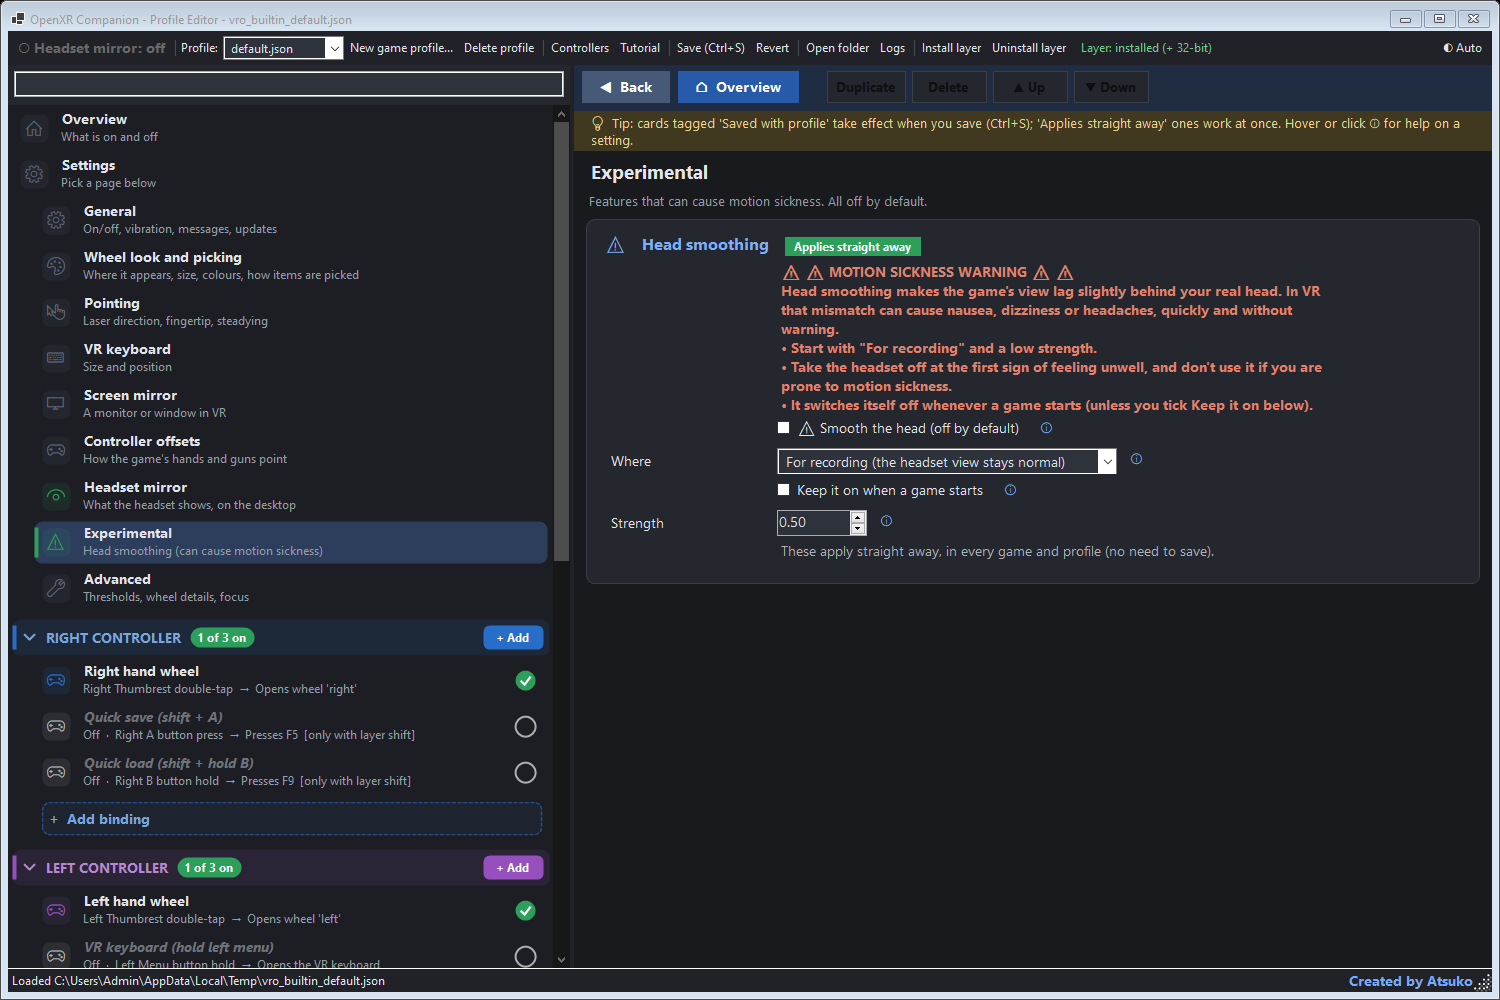 OpenXR Companion - Profile Editor - vro_builtin_default.json
Headset mirror: off
Profile:
default.json
New game profile...
Delete profile
Controllers
Tutorial
Save (Ctrl+S)
Revert
Open folder
Logs
Install layer
Uninstall layer
Layer: installed (+ 32-bit)
Auto
Back
Overview
Duplicate
Delete
Up
Down
Tip: cards tagged 'Saved with profile' take effect when you save (Ctrl+S); 'Applies straight away' ones work at once. Hover or click ⓘ for help on a
setting.
Overview
What is on and off
Settings
Pick a page below
General
On/off, vibration, messages, updates
Wheel look and picking
Where it appears, size, colours, how items are picked
Pointing
Laser direction, fingertip, steadying
VR keyboard
Size and position
Screen mirror
A monitor or window in VR
Controller offsets
How the game's hands and guns point
Headset mirror
What the headset shows, on the desktop
Experimental
Head smoothing (can cause motion sickness)
Advanced
Thresholds, wheel details, focus
RIGHT CONTROLLER
1 of 3 on
+ Add
Right hand wheel
Right Thumbrest double-tap → Opens wheel 'right'
Quick save (shift + A)
Off · Right A button press → Presses F5 [only with layer shift]
Quick load (shift + hold B)
Off · Right B button hold → Presses F9 [only with layer shift]
+ Add binding
LEFT CONTROLLER
1 of 3 on
+ Add
Left hand wheel
Left Thumbrest double-tap → Opens wheel 'left'
VR keyboard (hold left menu)
Off · Left Menu button hold → Opens the VR keyboard
Experimental
Features that can cause motion sickness. All off by default.
Head smoothing
Applies straight away
⚠ ⚠ MOTION SICKNESS WARNING ⚠ ⚠
Head smoothing makes the game's view lag slightly behind your real head. In VR
that mismatch can cause nausea, dizziness or headaches, quickly and without
warning.
• Start with "For recording" and a low strength.
• Take the headset off at the first sign of feeling unwell, and don't use it if you are
prone to motion sickness.
• It switches itself off whenever a game starts (unless you tick Keep it on below).
⚠ Smooth the head (off by default)
Where
For recording (the headset view stays normal)
Keep it on when a game starts
Strength
0.50
These apply straight away, in every game and profile (no need to save).
Loaded C:\Users\Admin\AppData\Local\Temp\vro_builtin_default.json
Created by Atsuko